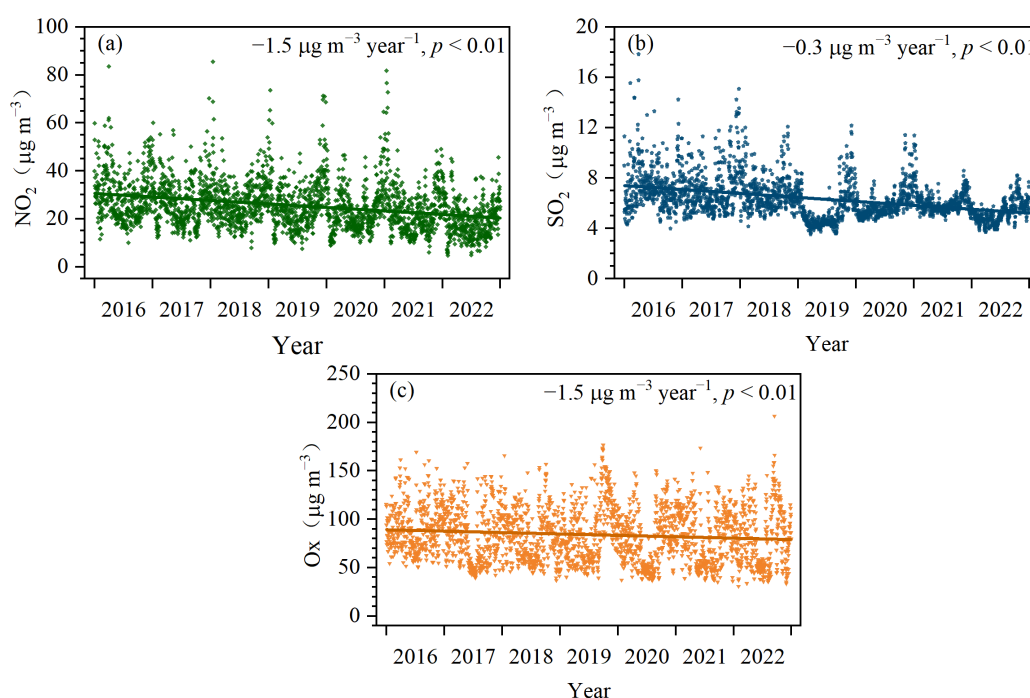 (a)
−1.5 μg m⁻³ year⁻¹, p < 0.01
NO₂ (μg m⁻³)
100
80
60
40
20
0
2016 2017 2018 2019 2020 2021 2022
Year
(b)
−0.3 μg m⁻³ year⁻¹, p < 0.01
SO₂ (μg m⁻³)
20
16
12
8
4
0
2016 2017 2018 2019 2020 2021 2022
Year
(c)
−1.5 μg m⁻³ year⁻¹, p < 0.01
Ox (μg m⁻³)
250
200
150
100
50
0
2016 2017 2018 2019 2020 2021 2022
Year